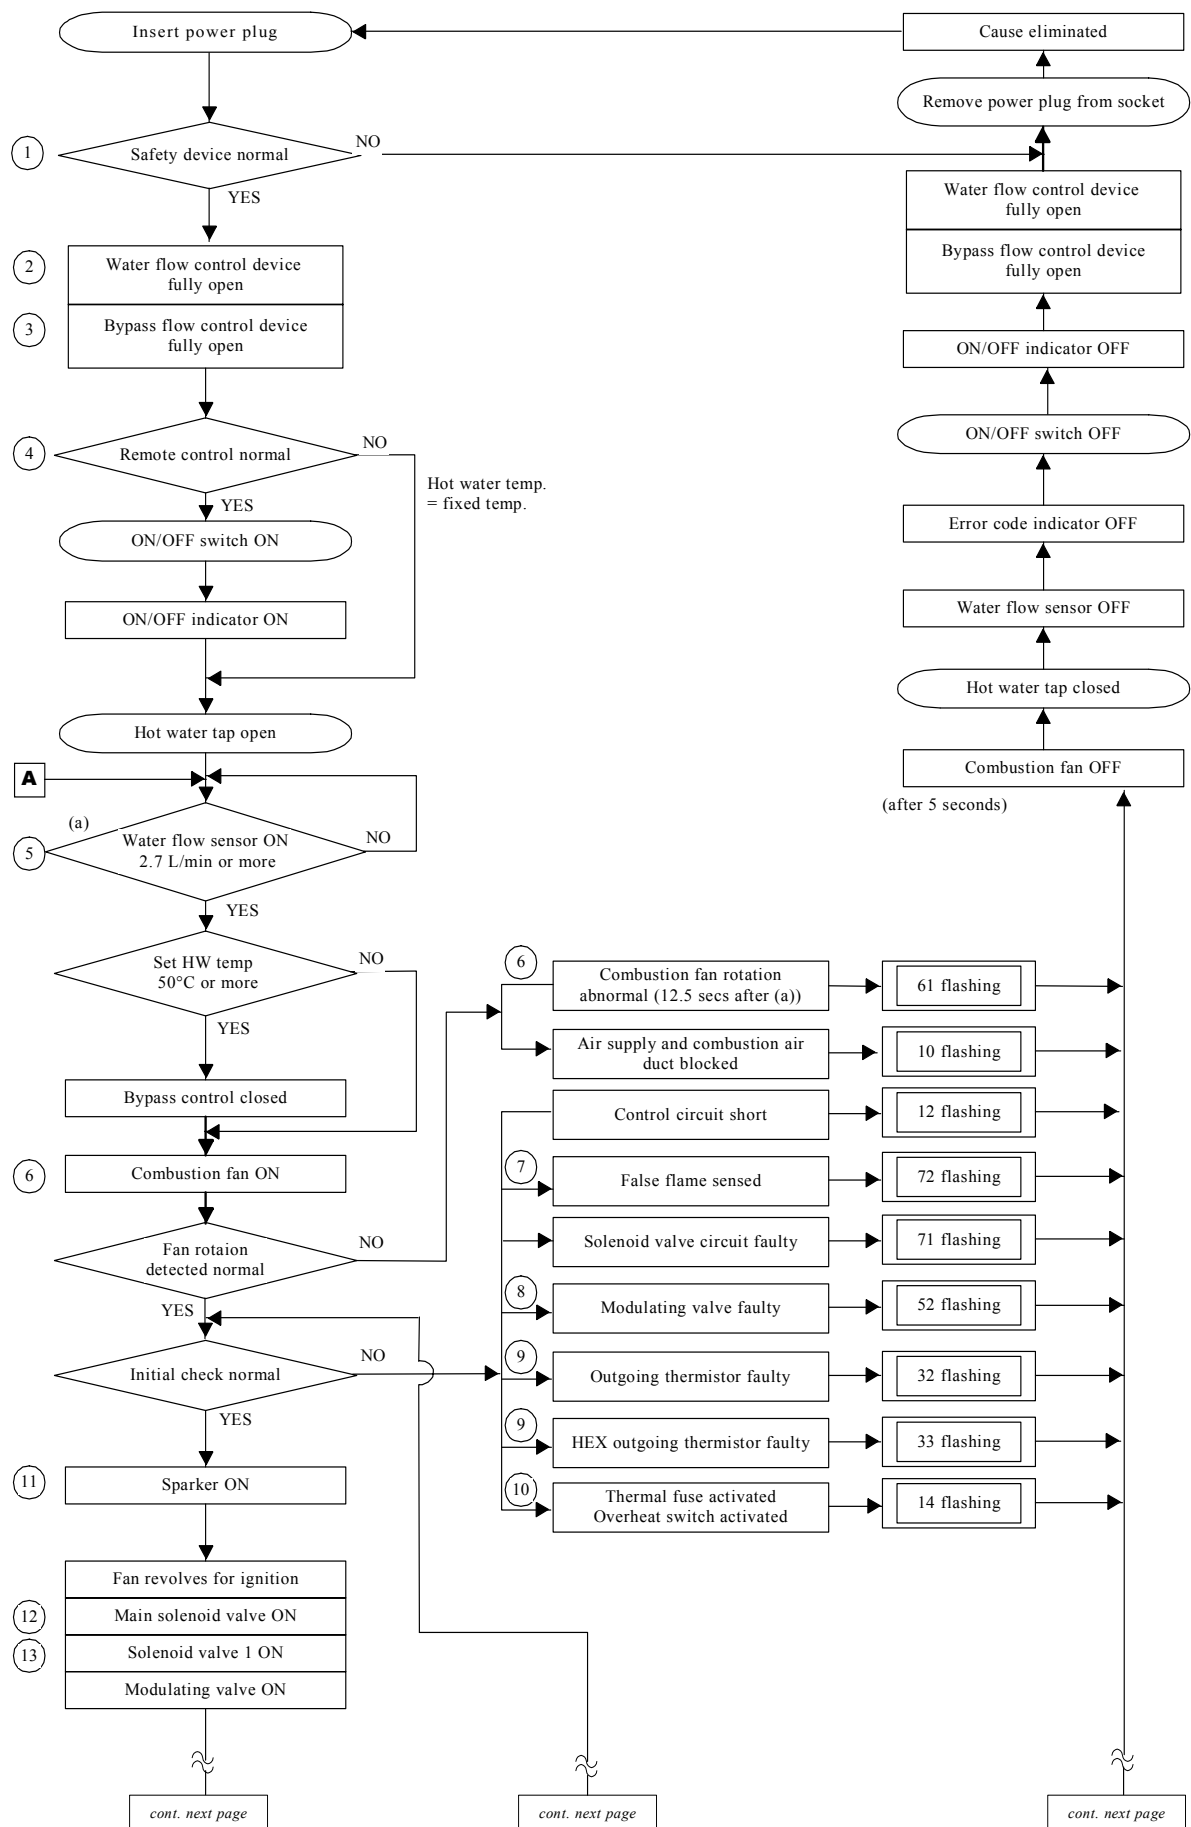 Insert power plug
Cause eliminated
Remove power plug from socket
1
Safety device normal
NO
YES
Water flow control device
fully open
Bypass flow control device
fully open
2
Water flow control device
fully open
3
Bypass flow control device
fully open
ON/OFF indicator OFF
4
Remote control normal
NO
YES
Hot water temp.
= fixed temp.
ON/OFF switch OFF
ON/OFF switch ON
Error code indicator OFF
ON/OFF indicator ON
Water flow sensor OFF
Hot water tap closed
Hot water tap open
A
Combustion fan OFF
(after 5 seconds)
(a)
5
Water flow sensor ON
2.7 L/min or more
NO
YES
Set HW temp
50°C or more
NO
YES
6
Combustion fan rotation
abnormal (12.5 secs after (a))
61 flashing
Air supply and combustion air
duct blocked
10 flashing
Bypass control closed
Control circuit short
12 flashing
6
Combustion fan ON
7
False flame sensed
72 flashing
Fan rotaion
detected normal
NO
YES
Solenoid valve circuit faulty
71 flashing
8
Modulating valve faulty
52 flashing
Initial check normal
NO
YES
9
Outgoing thermistor faulty
32 flashing
9
HEX outgoing thermistor faulty
33 flashing
11
Sparker ON
10
Thermal fuse activated
Overheat switch activated
14 flashing
Fan revolves for ignition
12
Main solenoid valve ON
13
Solenoid valve 1 ON
Modulating valve ON
cont. next page
cont. next page
cont. next page